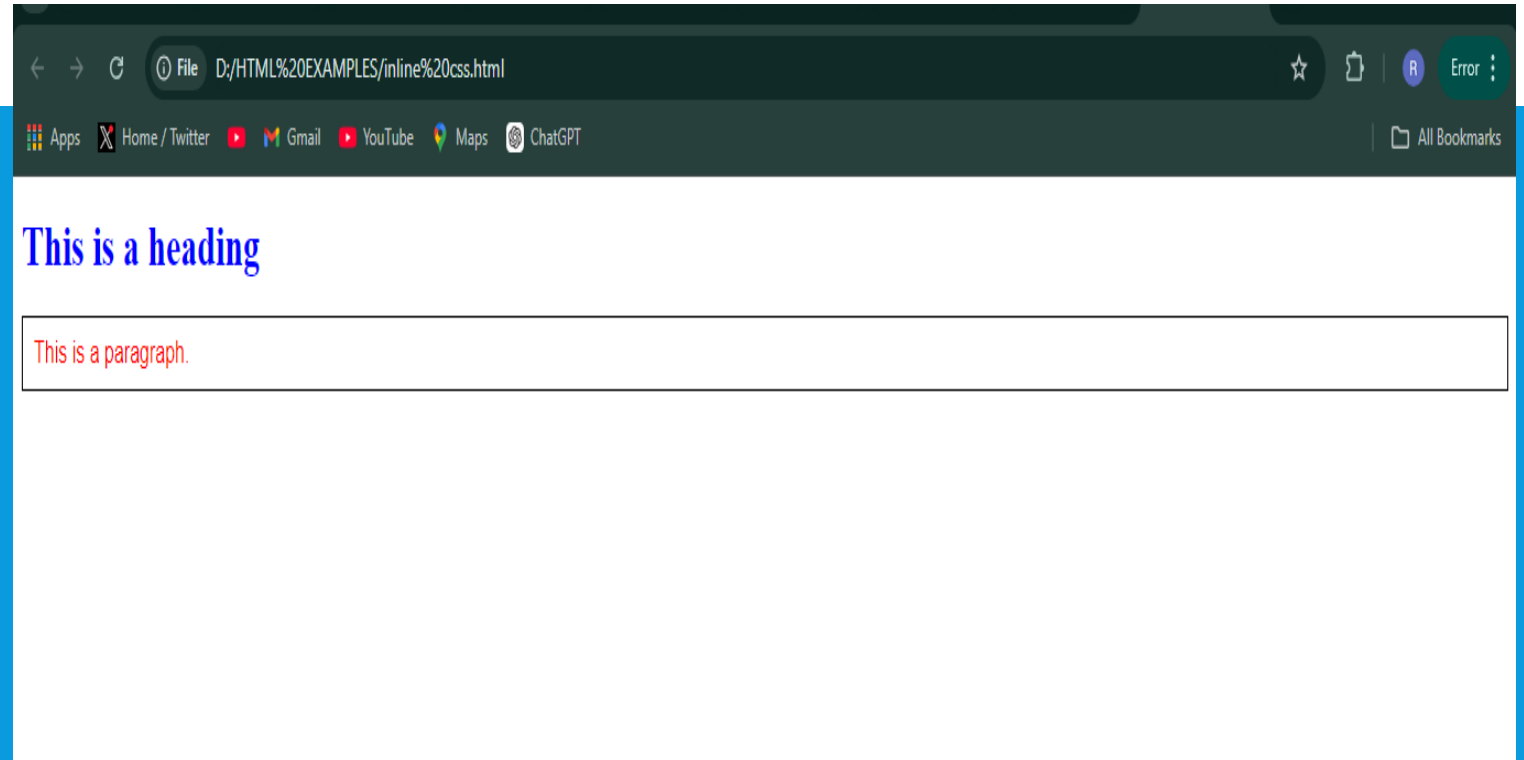 File D:/HTML%20EXAMPLES/inline%20css.html R Error
Apps Home / Twitter Gmail YouTube Maps ChatGPT All Bookmarks
This is a heading
This is a paragraph.